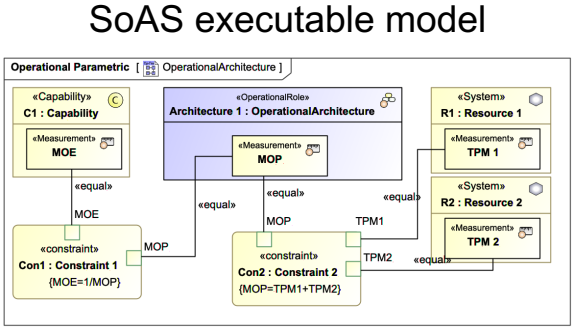 SoAS executable model
Operational Parametric [ OperationalArchitecture ]
«Capability»
C
C1 : Capability
«Measurement»
MOE
«OperationalRole»
Architecture 1 : OperationalArchitecture
«Measurement»
MOP
«System»
R1 : Resource 1
«Measurement»
TPM 1
«System»
R2 : Resource 2
«Measurement»
TPM 2
«equal»
«equal»
«equal»
«equal»
«equal»
MOE
MOP
MOP
TPM1
TPM2
«constraint»
Con1 : Constraint 1
{MOE=1/MOP}
«constraint»
Con2 : Constraint 2
{MOP=TPM1+TPM2}